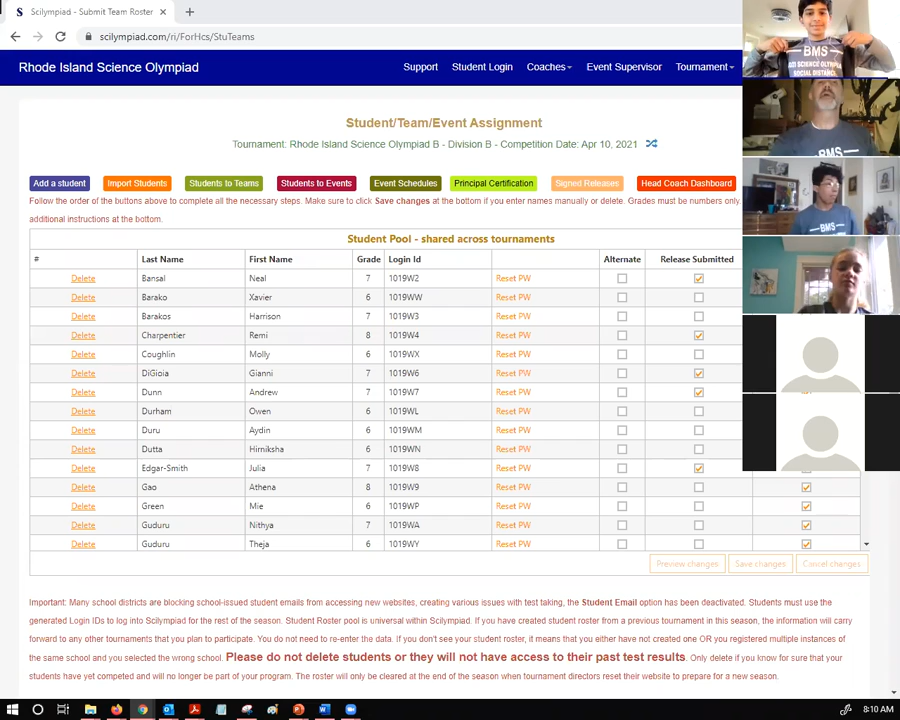 Scilympiad - Submit Team Roster
scilympiad.com/ri/ForHcs/StuTeams
Rhode Island Science Olympiad
Support Student Login Coaches Event Supervisor Tournament
Student/Team/Event Assignment
Tournament: Rhode Island Science Olympiad B - Division B - Competition Date: Apr 10, 2021
Add a student Import Students Students to Teams Students to Events Event Schedules Principal Certification Signed Releases Head Coach Dashboard
Follow the order of the buttons above to complete all the necessary steps. Make sure to click Save changes at the bottom if you enter names manually or delete. Grades must be numbers only.
additional instructions at the bottom.
Student Pool - shared across tournaments
# Last Name First Name Grade Login Id Alternate Release Submitted
Delete Bansal Neal 7 1019W2 Reset PW
Delete Barako Xavier 6 1019WW Reset PW
Delete Barakos Harrison 7 1019W3 Reset PW
Delete Charpentier Remi 8 1019W4 Reset PW
Delete Coughlin Molly 6 1019WX Reset PW
Delete DiGioia Gianni 7 1019W6 Reset PW
Delete Dunn Andrew 7 1019W7 Reset PW
Delete Durham Owen 6 1019WL Reset PW
Delete Duru Aydin 6 1019WM Reset PW
Delete Dutta Hirniksha 6 1019WN Reset PW
Delete Edgar-Smith Julia 7 1019W8 Reset PW
Delete Gao Athena 8 1019W9 Reset PW
Delete Green Mie 6 1019WP Reset PW
Delete Guduru Nithya 7 1019WA Reset PW
Delete Guduru Theja 6 1019WY Reset PW
Preview changes Save changes Cancel changes
Important: Many school districts are blocking school-issued student emails from accessing new websites, creating various issues with test taking, the Student Email option has been deactivated. Students must use the
generated Login IDs to log into Scilympiad for the rest of the season. Student Roster pool is universal within Scilympiad. If you have created student roster from a previous tournament in this season, the information will carry
forward to any other tournaments that you plan to participate. You do not need to re-enter the data. If you don't see your student roster, it means that you either have not created one OR you registered multiple instances of
the same school and you selected the wrong school. Please do not delete students or they will not have access to their past test results. Only delete if you know for sure that your
students have yet competed and will no longer be part of your program. The roster will only be cleared at the end of the season when tournament directors reset their website to prepare for a new season.
BMS
SCIENCE OLYMPIAD
SOCIAL DISTANC
BMS
BMS
8:10 AM